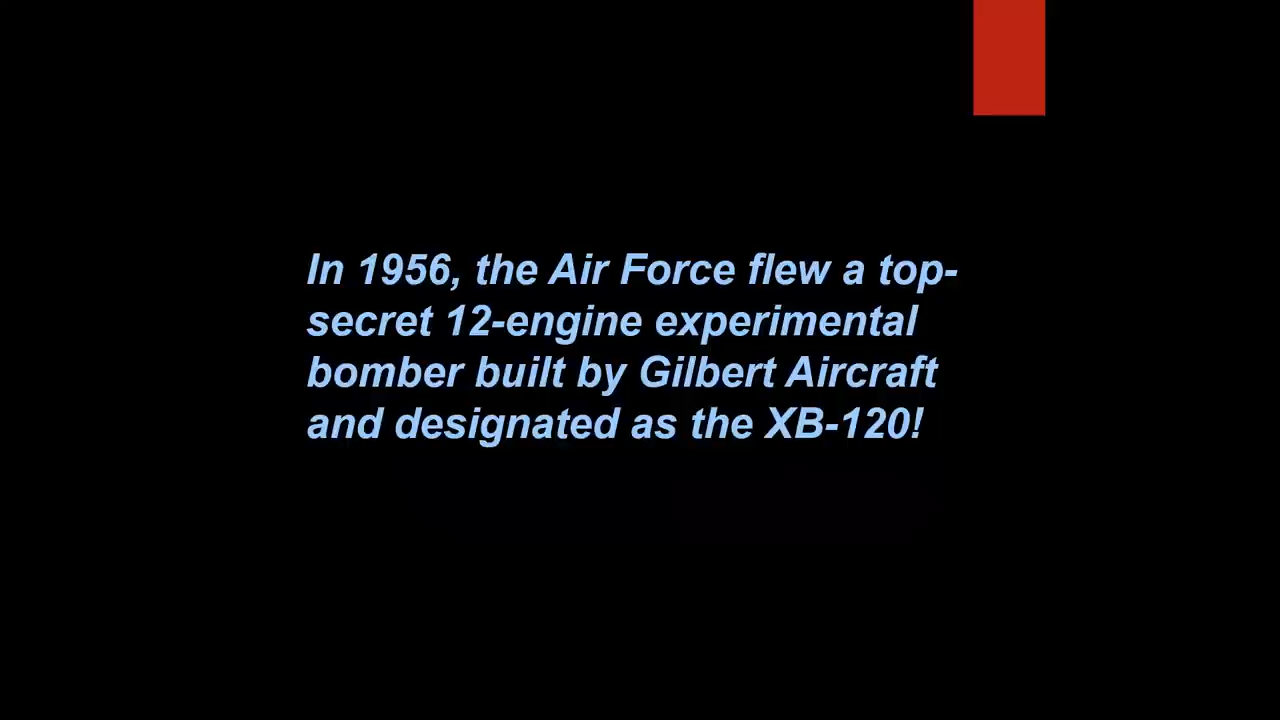 In 1956, the Air Force flew a top-
secret 12-engine experimental
bomber built by Gilbert Aircraft
and designated as the XB-120!